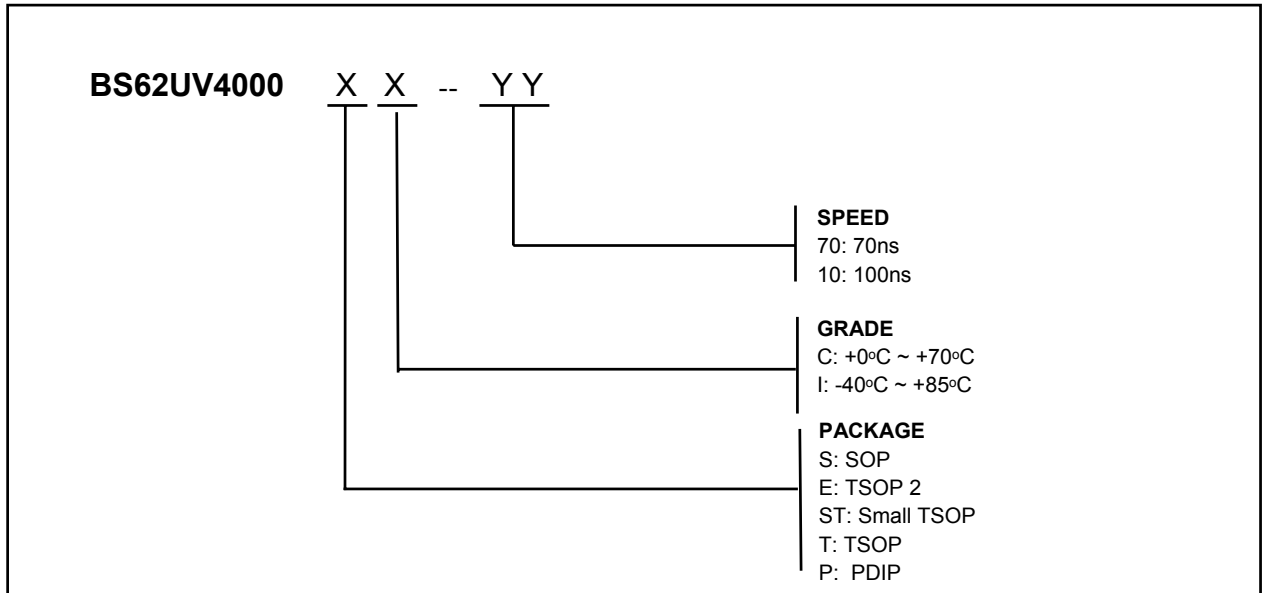 BS62UV4000 X X -- Y Y
SPEED
70: 70ns
10: 100ns
GRADE
C: +0oC ~ +70oC
I: -40oC ~ +85oC
PACKAGE
S: SOP
E: TSOP 2
ST: Small TSOP
T: TSOP
P: PDIP